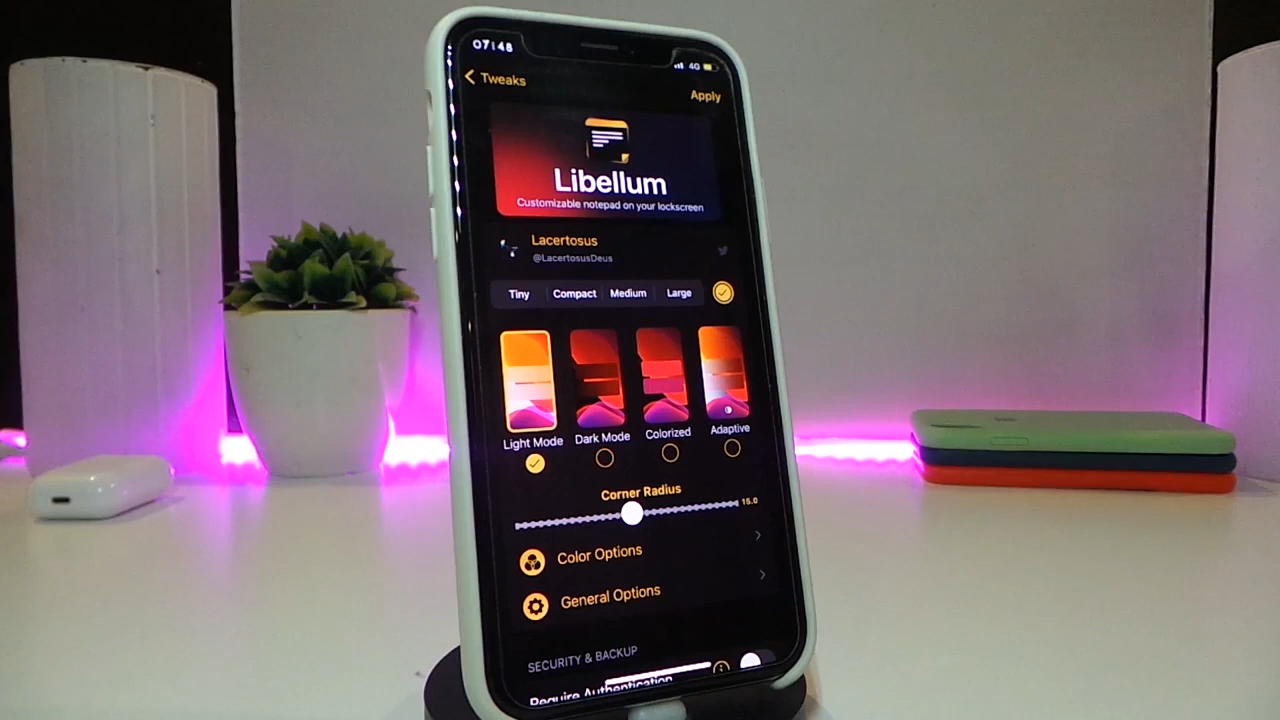 07:48
4G
Tweaks
Apply
Libellum
Customizable notepad on your lockscreen
Lacertosus
@LacertosusDeus
Tiny Compact Medium Large
Light Mode Dark Mode Colorized Adaptive
Corner Radius
15.0
Color Options
General Options
SECURITY & BACKUP
Require Authentication